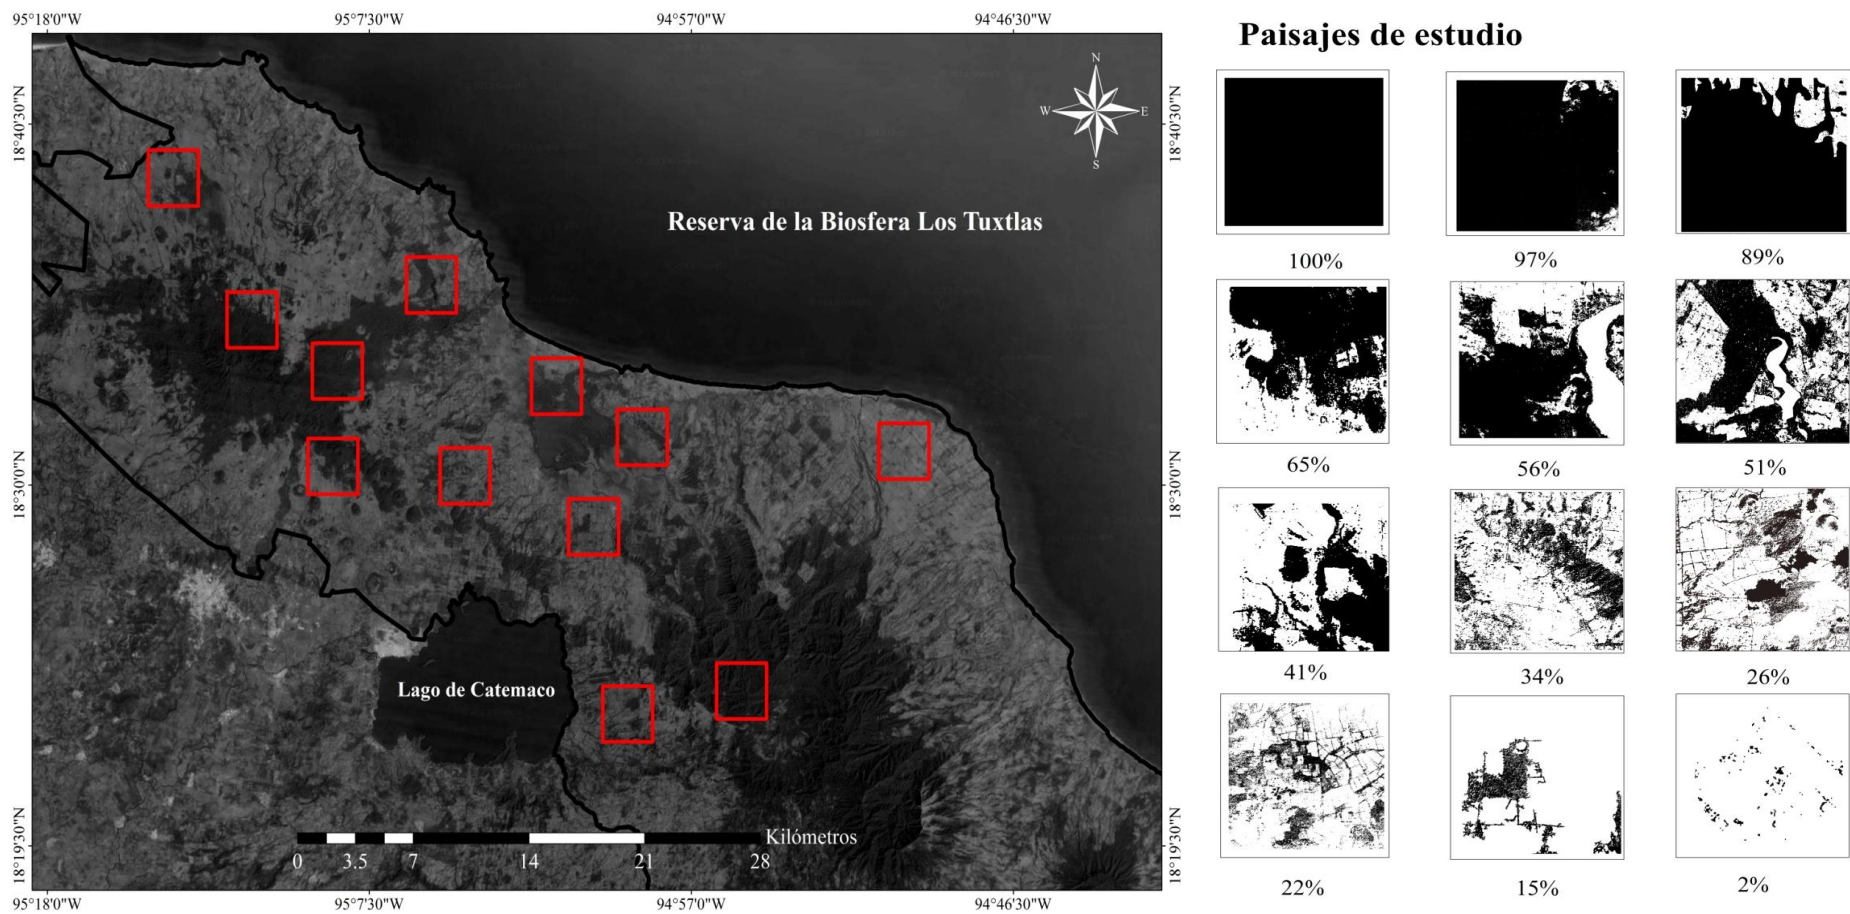 95°18'0"W 95°7'30"W 94°57'0"W 94°46'30"W
Paisajes de estudio
18°40'30"N
18°40'30"N
N
W E
S
Reserva de la Biosfera Los Tuxtlas
100% 97% 89%
65% 56% 51%
18°30'0"N
18°30'0"N
41% 34% 26%
Lago de Catemaco
18°19'30"N
18°19'30"N
Kilómetros
0 3.5 7 14 21 28
22% 15% 2%
95°18'0"W 95°7'30"W 94°57'0"W 94°46'30"W